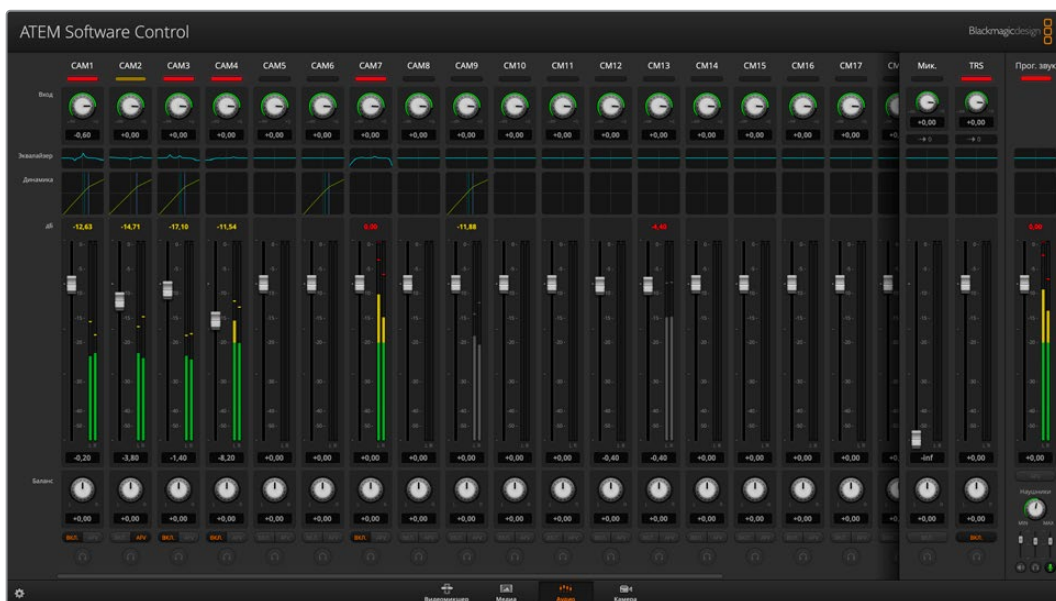 ATEM Software Control
Blackmagicdesign
CAM1 CAM2 CAM3 CAM4 CAM5 CAM6 CAM7 CAM8 CAM9 CM10 CM11 CM12 CM13 CM14 CM15 CM16 CM17 Мик. TRS Прог. звук
Вход
-0,60 +0,00 +0,00 +0,00 +0,00 +0,00 +0,00 +0,00 +0,00 +0,00 +0,00 +0,00 +0,00 +0,00 +0,00 +0,00 +0,00 +0,00 +0,00
Эквалайзер
Динамика
дБ
-12,63 -14,71 -17,10 -11,54 0,00 -11,88 -4,40 0,00
-0,20 -3,80 -1,40 -8,20 +0,00 +0,00 +0,00 +0,00 +0,00 +0,00 +0,00 -0,40 -0,40 +0,00 +0,00 +0,00 +0,00 -inf +0,00 +0,00
Баланс
Наушники
+0,00 +0,00 +0,00 +0,00 +0,00 +0,00 +0,00 +0,00 +0,00 +0,00 +0,00 +0,00 +0,00 +0,00 +0,00 +0,00 +0,00 +0,00 +0,00
MIN MAX
ВКЛ. AFV ВКЛ. AFV ВКЛ. AFV ВКЛ. AFV ВКЛ. ВКЛ.
Видеомикшер Медиа Аудио Камера